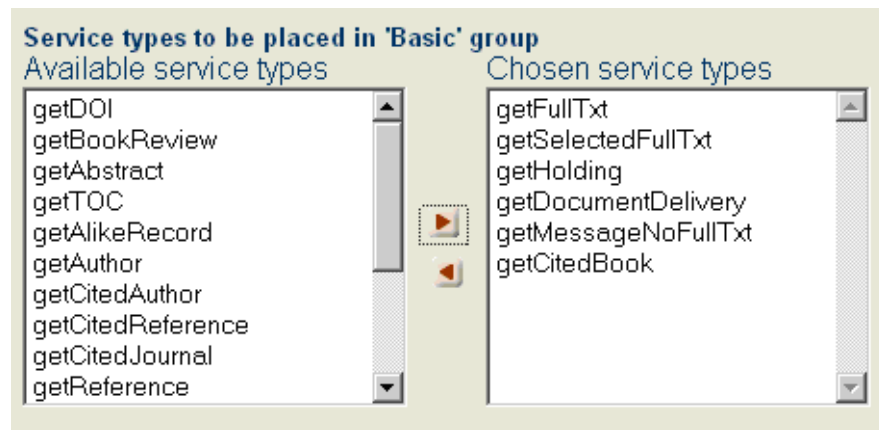 Service types to be placed in 'Basic' group
Available service types
getDOI
getBookReview
getAbstract
getTOC
getAlikeRecord
getAuthor
getCitedAuthor
getCitedReference
getCitedJournal
getReference
Chosen service types
getFullTxt
getSelectedFullTxt
getHolding
getDocumentDelivery
getMessageNoFullTxt
getCitedBook